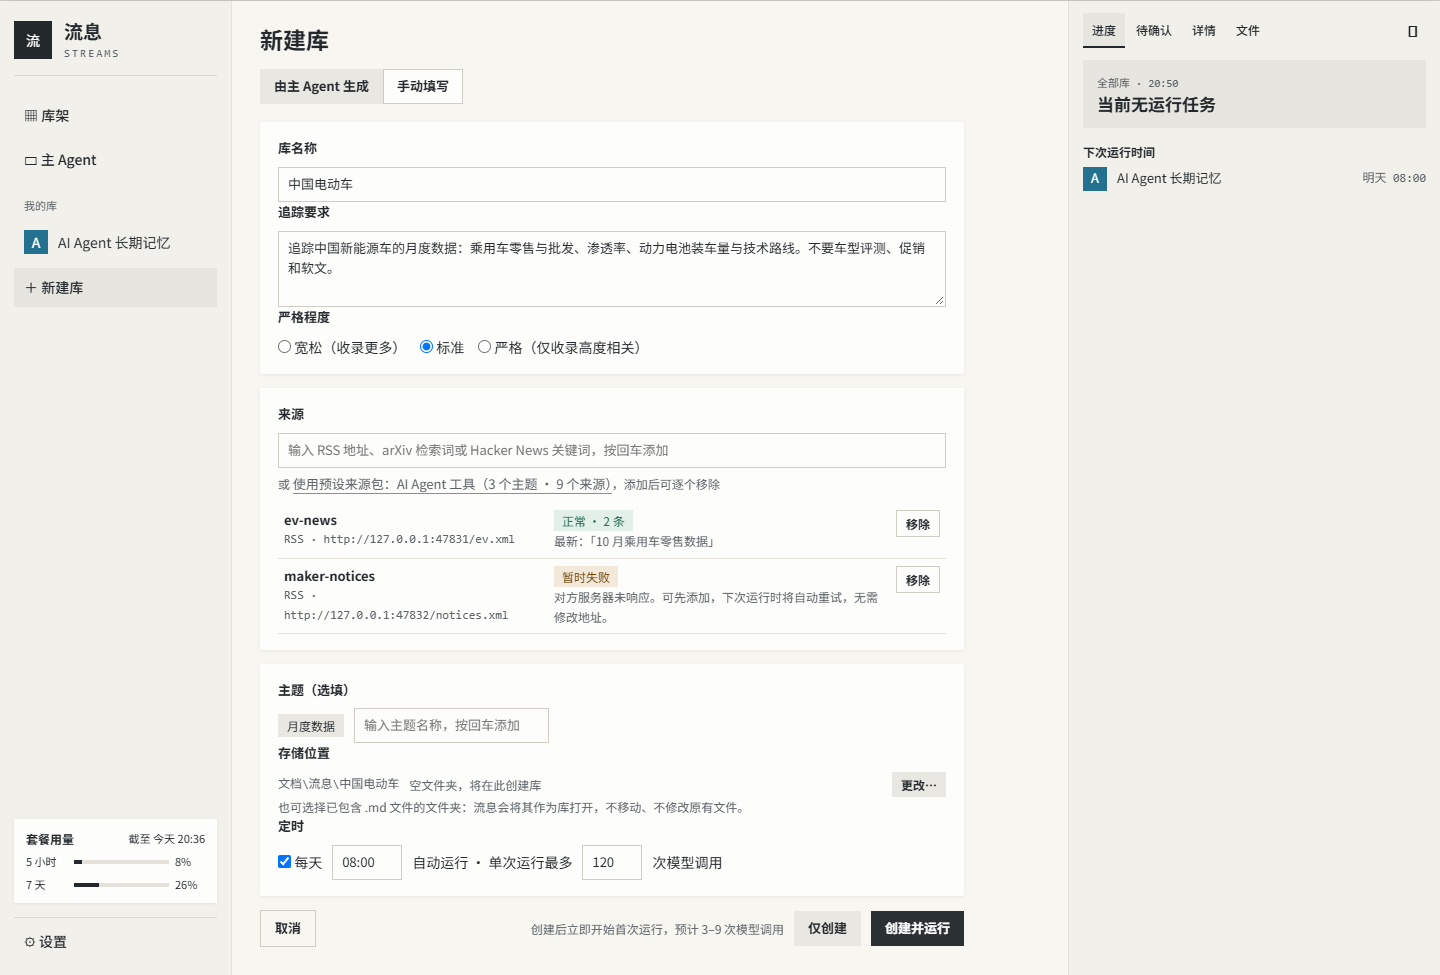 流
流息
STREAMS
库架
主 Agent
我的库
A
AI Agent 长期记忆
新建库
套餐用量
截至 今天 20:36
5 小时
8%
7 天
26%
设置
新建库
由主 Agent 生成
手动填写
库名称
中国电动车
追踪要求
追踪中国新能源车的月度数据：乘用车零售与批发、渗透率、动力电池装车量与技术路线。不要车型评测、促销
和软文。
严格程度
宽松（收录更多）
标准
严格（仅收录高度相关）
来源
输入 RSS 地址、arXiv 检索词或 Hacker News 关键词，按回车添加
或 使用预设来源包：AI Agent 工具（3 个主题 · 9 个来源），添加后可逐个移除
ev-news
RSS · http://127.0.0.1:47831/ev.xml
正常 · 2 条
最新：「10 月乘用车零售数据」
移除
maker-notices
RSS ·
http://127.0.0.1:47832/notices.xml
暂时失败
对方服务器未响应。可先添加，下次运行时将自动重试，无需
修改地址。
移除
主题（选填）
月度数据
输入主题名称，按回车添加
存储位置
文档\流息\中国电动车
空文件夹，将在此创建库
更改…
也可选择已包含 .md 文件的文件夹：流息会将其作为库打开，不移动、不修改原有文件。
定时
每天
08:00
自动运行 · 单次运行最多
120
次模型调用
取消
创建后立即开始首次运行，预计 3–9 次模型调用
仅创建
创建并运行
进度
待确认
详情
文件
全部库 · 20:50
当前无运行任务
下次运行时间
A
AI Agent 长期记忆
明天 08:00